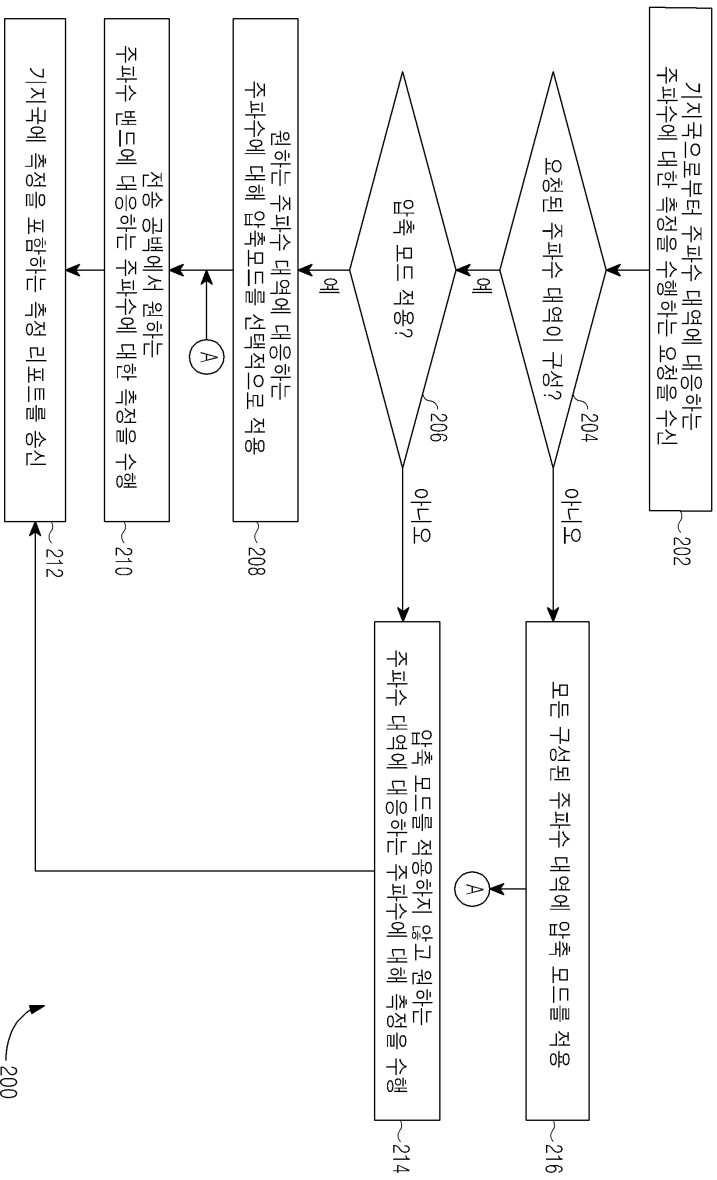 기지국으로부터 주파수 대역에 대응하는
주파수에 대한 측정을 수행하는 요청을 수신
202
요청된 주파수 대역이 구성?
204
아니오
예
모든 구성된 주파수 대역에 압축 모드를 적용
216
A
압축 모드 적용?
206
아니오
예
압축 모드를 적용하지 않고 원하는
주파수 대역에 대응하는 주파수에 대해 측정을 수행
214
원하는 주파수 대역에 대응하는
주파수에 대해 압축모드를 선택적으로 적용
208
A
전송 공백에서 원하는
주파수 밴드에 대응하는 주파수에 대한 측정을 수행
210
기지국에 측정을 포함하는 측정 리포트를 송신
212
200